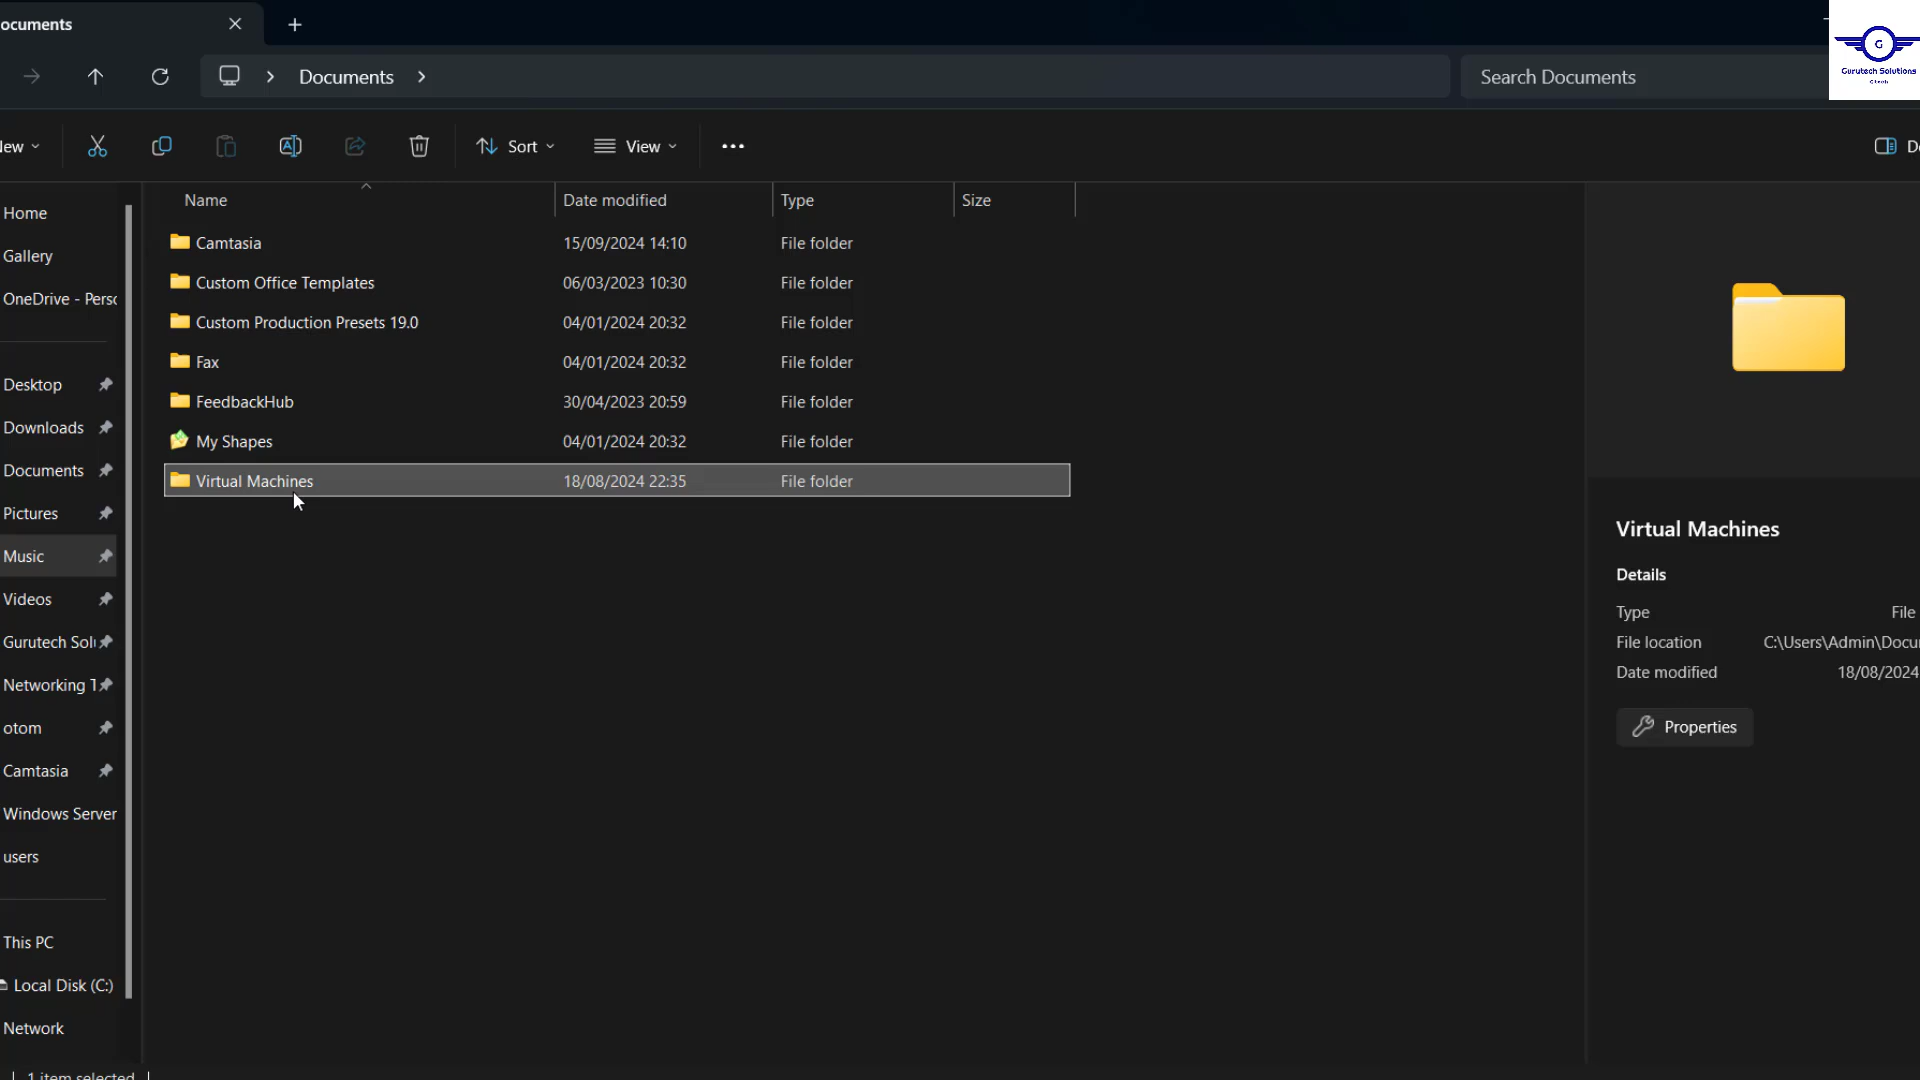 ocuments
Documents
Search Documents
G
Gurutech Solutions
ew
Sort
View
•••
De
Name
Date modified
Type
Size
Home
Gallery
OneDrive - Perso
Desktop
Downloads
Documents
Pictures
Music
Videos
Gurutech Solu
Networking T
otom
Camtasia
Windows Server
users
This PC
Local Disk (C:)
Network
Camtasia 15/09/2024 14:10 File folder
Custom Office Templates 06/03/2023 10:30 File folder
Custom Production Presets 19.0 04/01/2024 20:32 File folder
Fax 04/01/2024 20:32 File folder
FeedbackHub 30/04/2023 20:59 File folder
My Shapes 04/01/2024 20:32 File folder
Virtual Machines 18/08/2024 22:35 File folder
Virtual Machines
Details
Type File
File location C:\Users\Admin\Docu
Date modified 18/08/2024
Properties
1 item selected